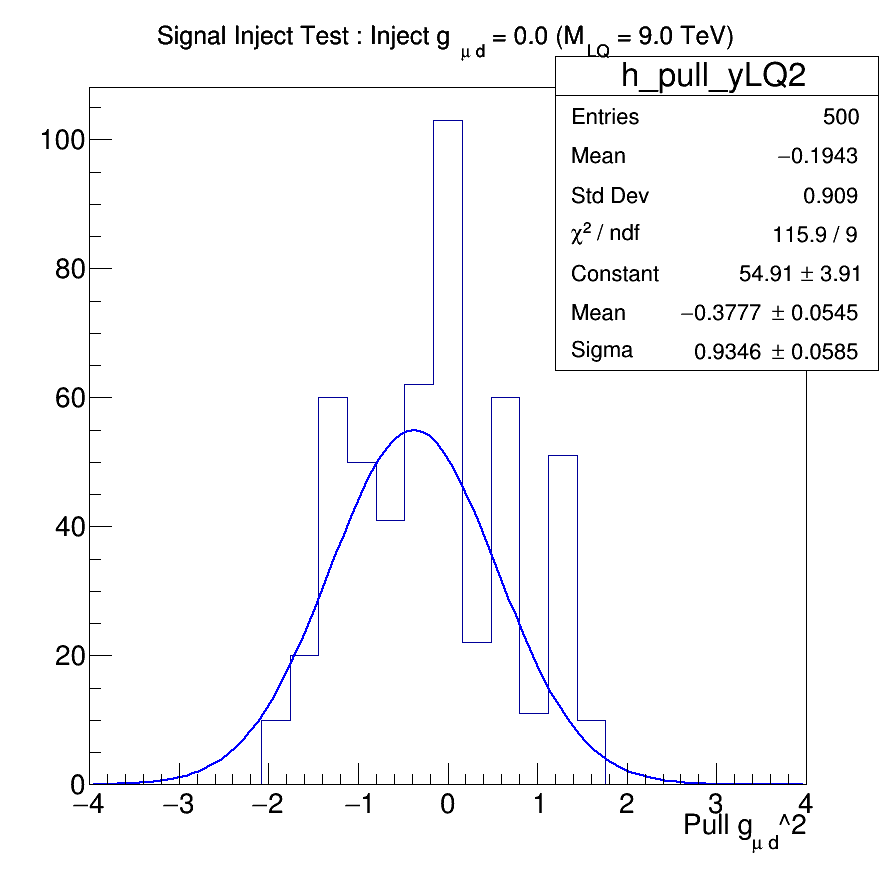 Signal Inject Test : Inject g μ d = 0.0 (M LQ = 9.0 TeV)
h_pull_yLQ2
Entries 500
Mean −0.1943
Std Dev 0.909
χ² / ndf 115.9 / 9
Constant 54.91 ± 3.91
Mean −0.3777 ± 0.0545
Sigma 0.9346 ± 0.0585
100
80
60
40
20
0
−4 −3 −2 −1 0 1 2 3 4
Pull g μ d ^2